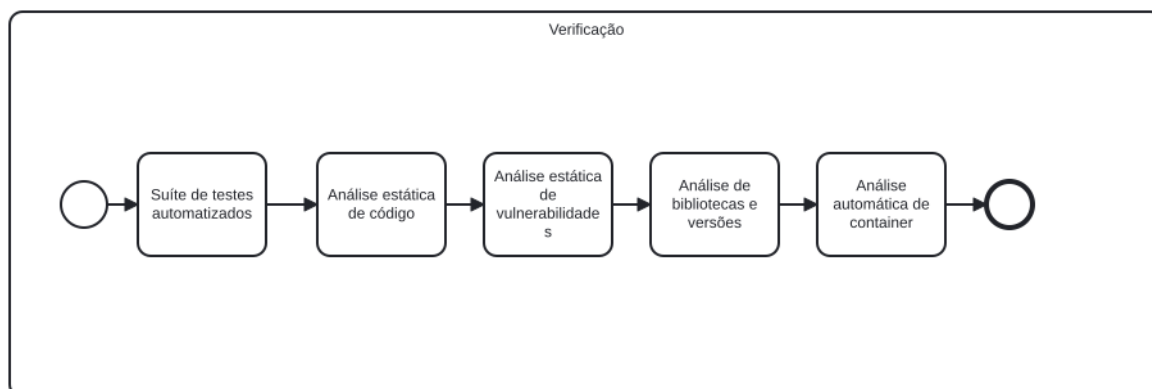 Verificação
Suíte de testes
automatizados
Análise estática
de código
Análise estática
de
vulnerabilidade
s
Análise de
bibliotecas e
versões
Análise
automática de
container